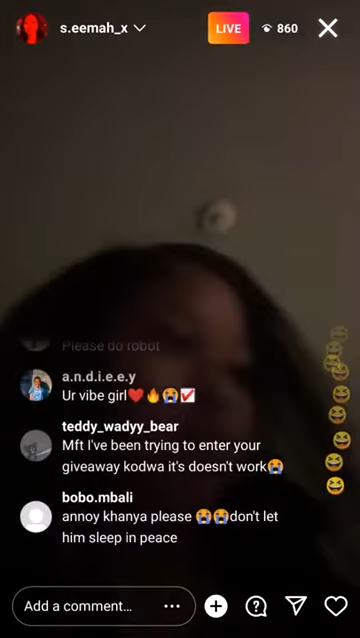 s.eemah_x
LIVE
860
Please do robot
a.n.d.i.e.e.y
Ur vibe girl❤️🔥😭☑️
teddy_wadyy_bear
Mft I've been trying to enter your
giveaway kodwa it's doesn't work😭
bobo.mbali
annoy khanya please 😭😭don't let
him sleep in peace
Add a comment...